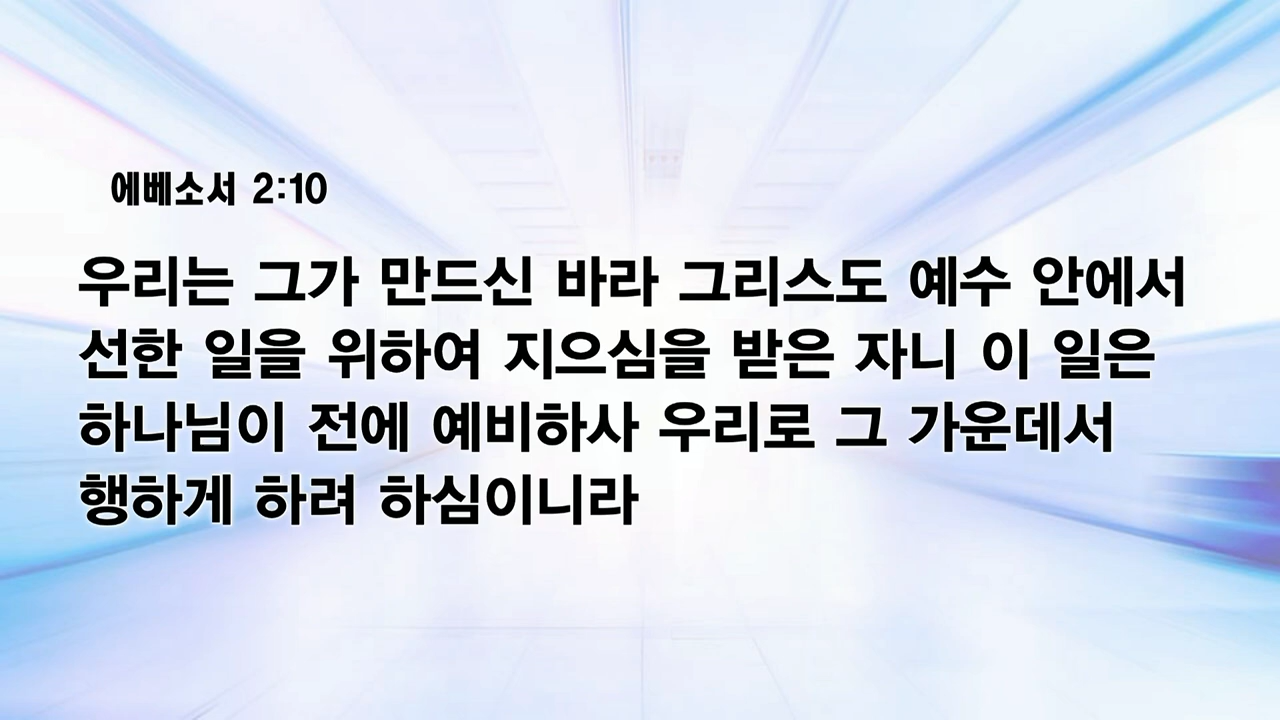 에베소서 2:10
우리는 그가 만드신 바라 그리스도 예수 안에서
선한 일을 위하여 지으심을 받은 자니 이 일은
하나님이 전에 예비하사 우리로 그 가운데서
행하게 하려 하심이니라